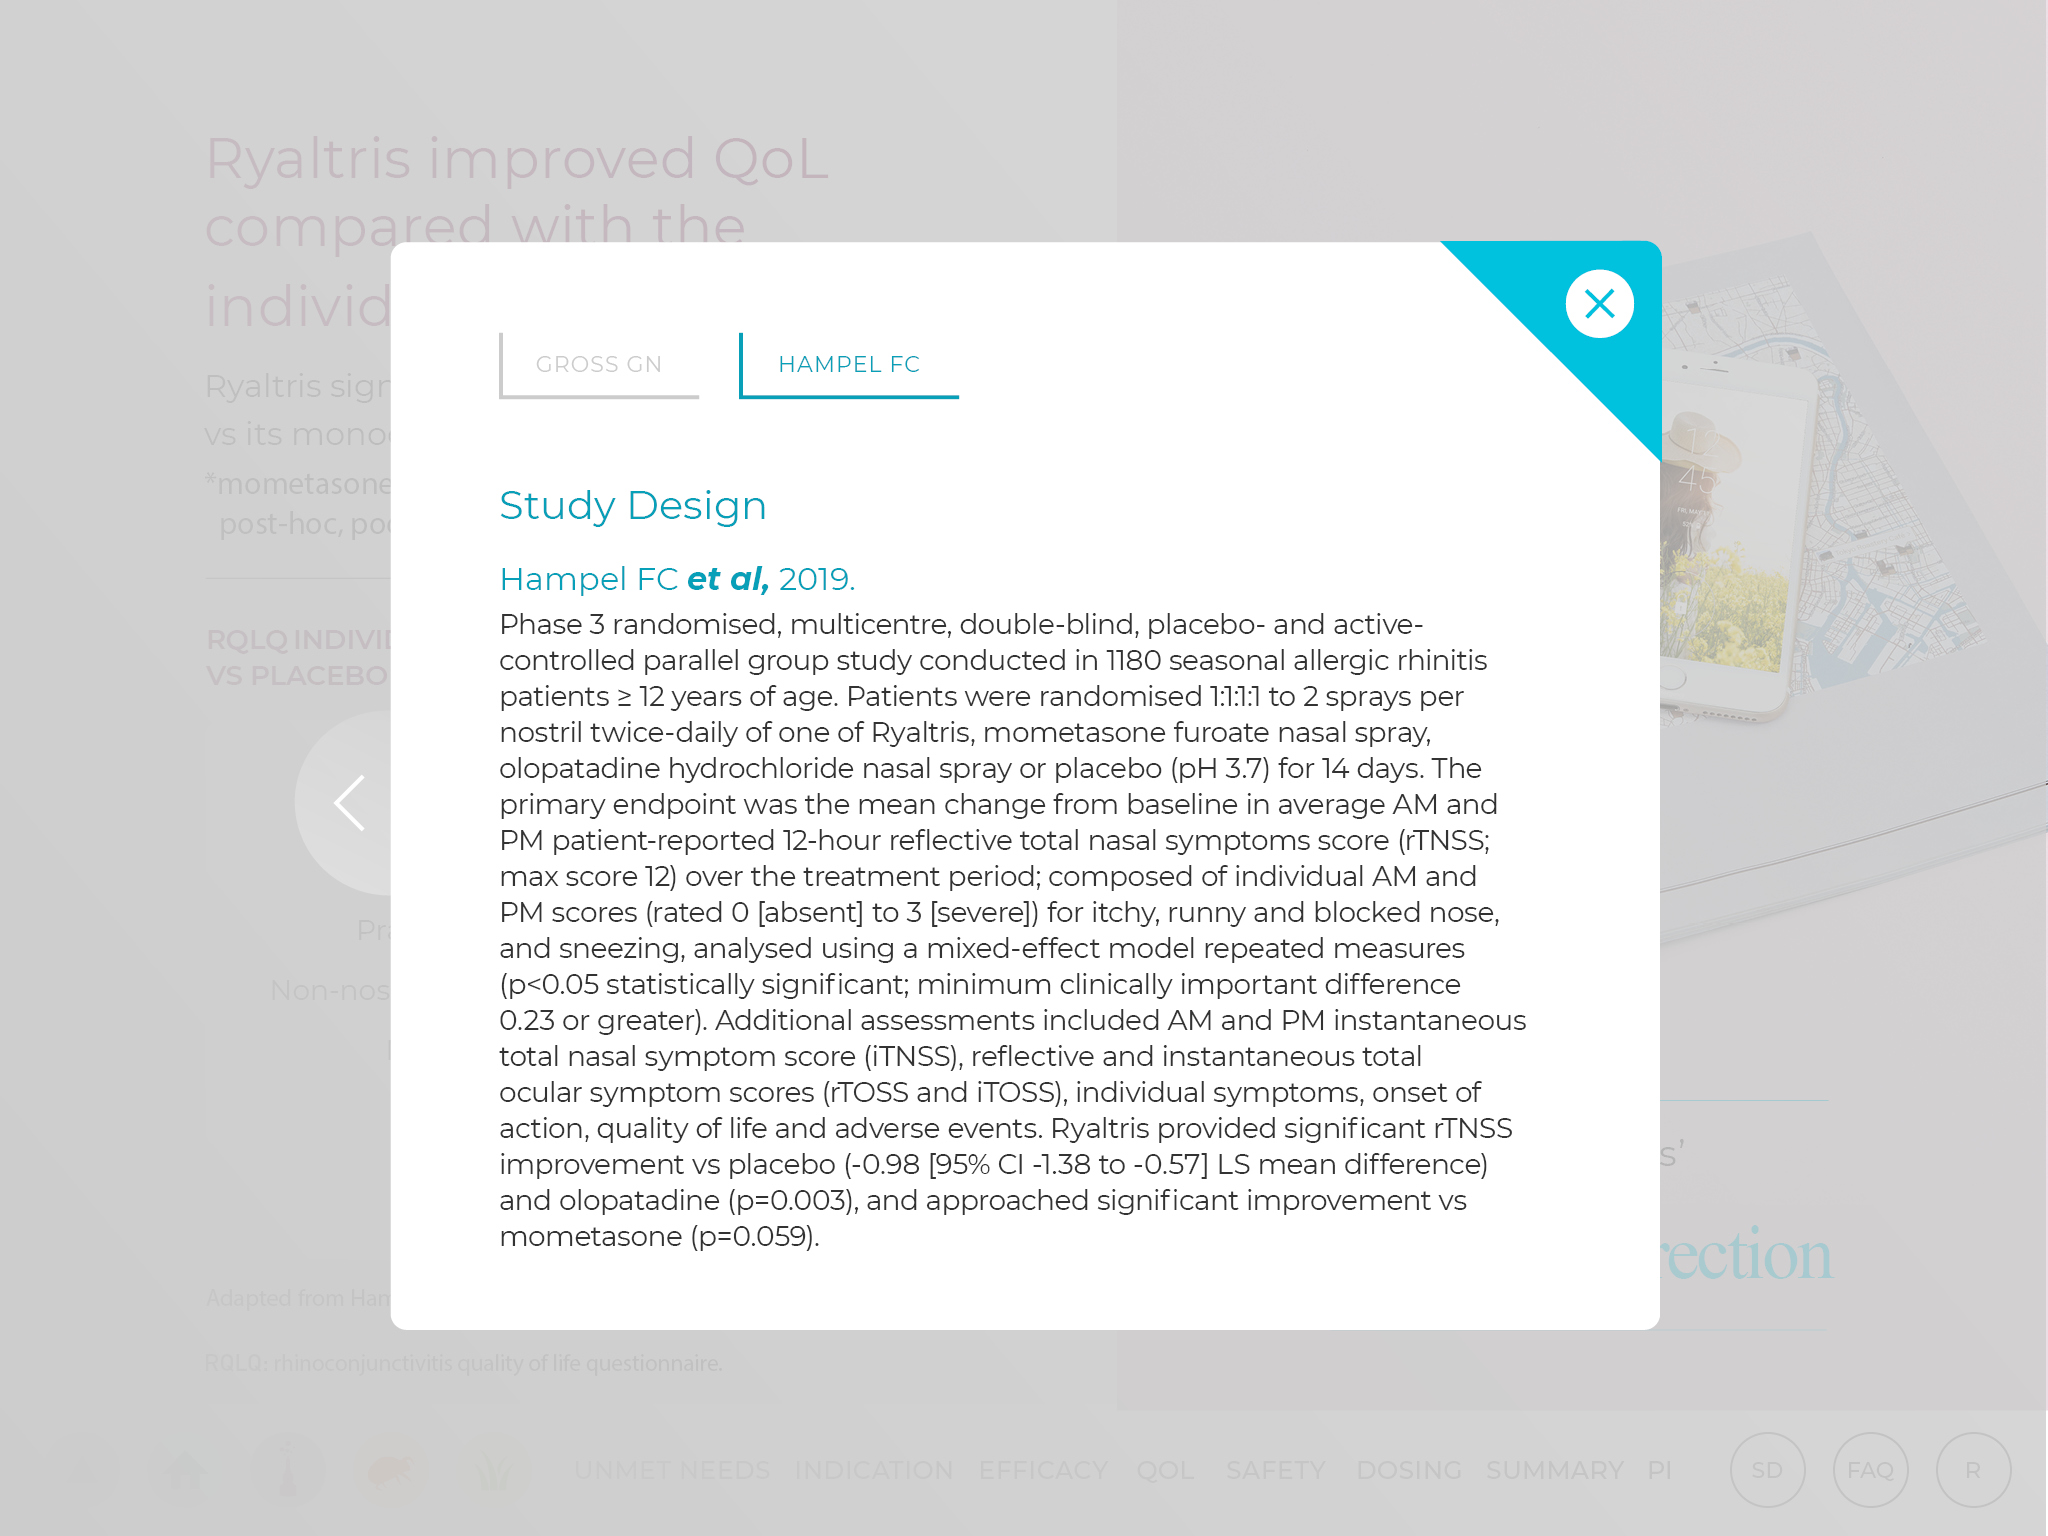 Ryaltris improved QoL
compared with the
individ
Ryaltris sign
vs its mono
*mometasone
post-hoc, poo
RQLQ INDIVID
VS PLACEBO
Non-nos
Adapted from Ham
RQLQ: rhinoconjunctivitis quality of life questionnaire.
GROSS GN
HAMPEL FC
Study Design
Hampel FC et al, 2019.
Phase 3 randomised, multicentre, double-blind, placebo- and active-
controlled parallel group study conducted in 1180 seasonal allergic rhinitis
patients ≥ 12 years of age. Patients were randomised 1:1:1:1 to 2 sprays per
nostril twice-daily of one of Ryaltris, mometasone furoate nasal spray,
olopatadine hydrochloride nasal spray or placebo (pH 3.7) for 14 days. The
primary endpoint was the mean change from baseline in average AM and
PM patient-reported 12-hour reflective total nasal symptoms score (rTNSS;
max score 12) over the treatment period; composed of individual AM and
PM scores (rated 0 [absent] to 3 [severe]) for itchy, runny and blocked nose,
and sneezing, analysed using a mixed-effect model repeated measures
(p<0.05 statistically significant; minimum clinically important difference
0.23 or greater). Additional assessments included AM and PM instantaneous
total nasal symptom score (iTNSS), reflective and instantaneous total
ocular symptom scores (rTOSS and iTOSS), individual symptoms, onset of
action, quality of life and adverse events. Ryaltris provided significant rTNSS
improvement vs placebo (-0.98 [95% CI -1.38 to -0.57] LS mean difference)
and olopatadine (p=0.003), and approached significant improvement vs
mometasone (p=0.059).
12
45
s’
rection
UNMET NEEDS INDICATION EFFICACY QOL SAFETY DOSING SUMMARY PI SD FAQ R